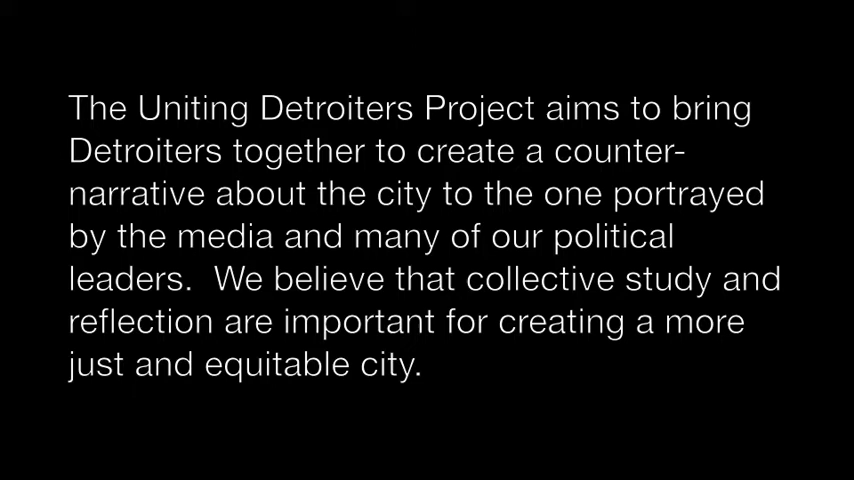 The Uniting Detroiters Project aims to bring
Detroiters together to create a counter-
narrative about the city to the one portrayed
by the media and many of our political
leaders.  We believe that collective study and
reflection are important for creating a more
just and equitable city.